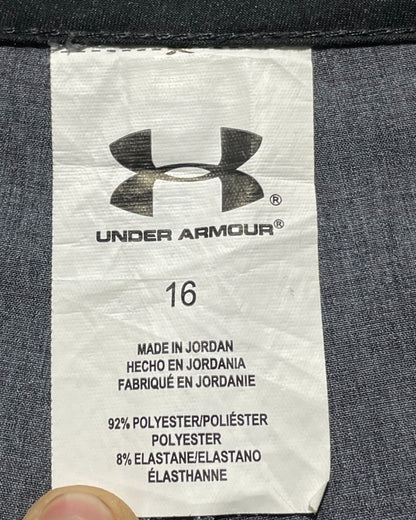 ®
UNDER ARMOUR®
16
MADE IN JORDAN
HECHO EN JORDANIA
FABRIQUÉ EN JORDANIE
92% POLYESTER/POLIÉSTER
POLYESTER
8% ELASTANE/ELASTANO
ÉLASTHANNE